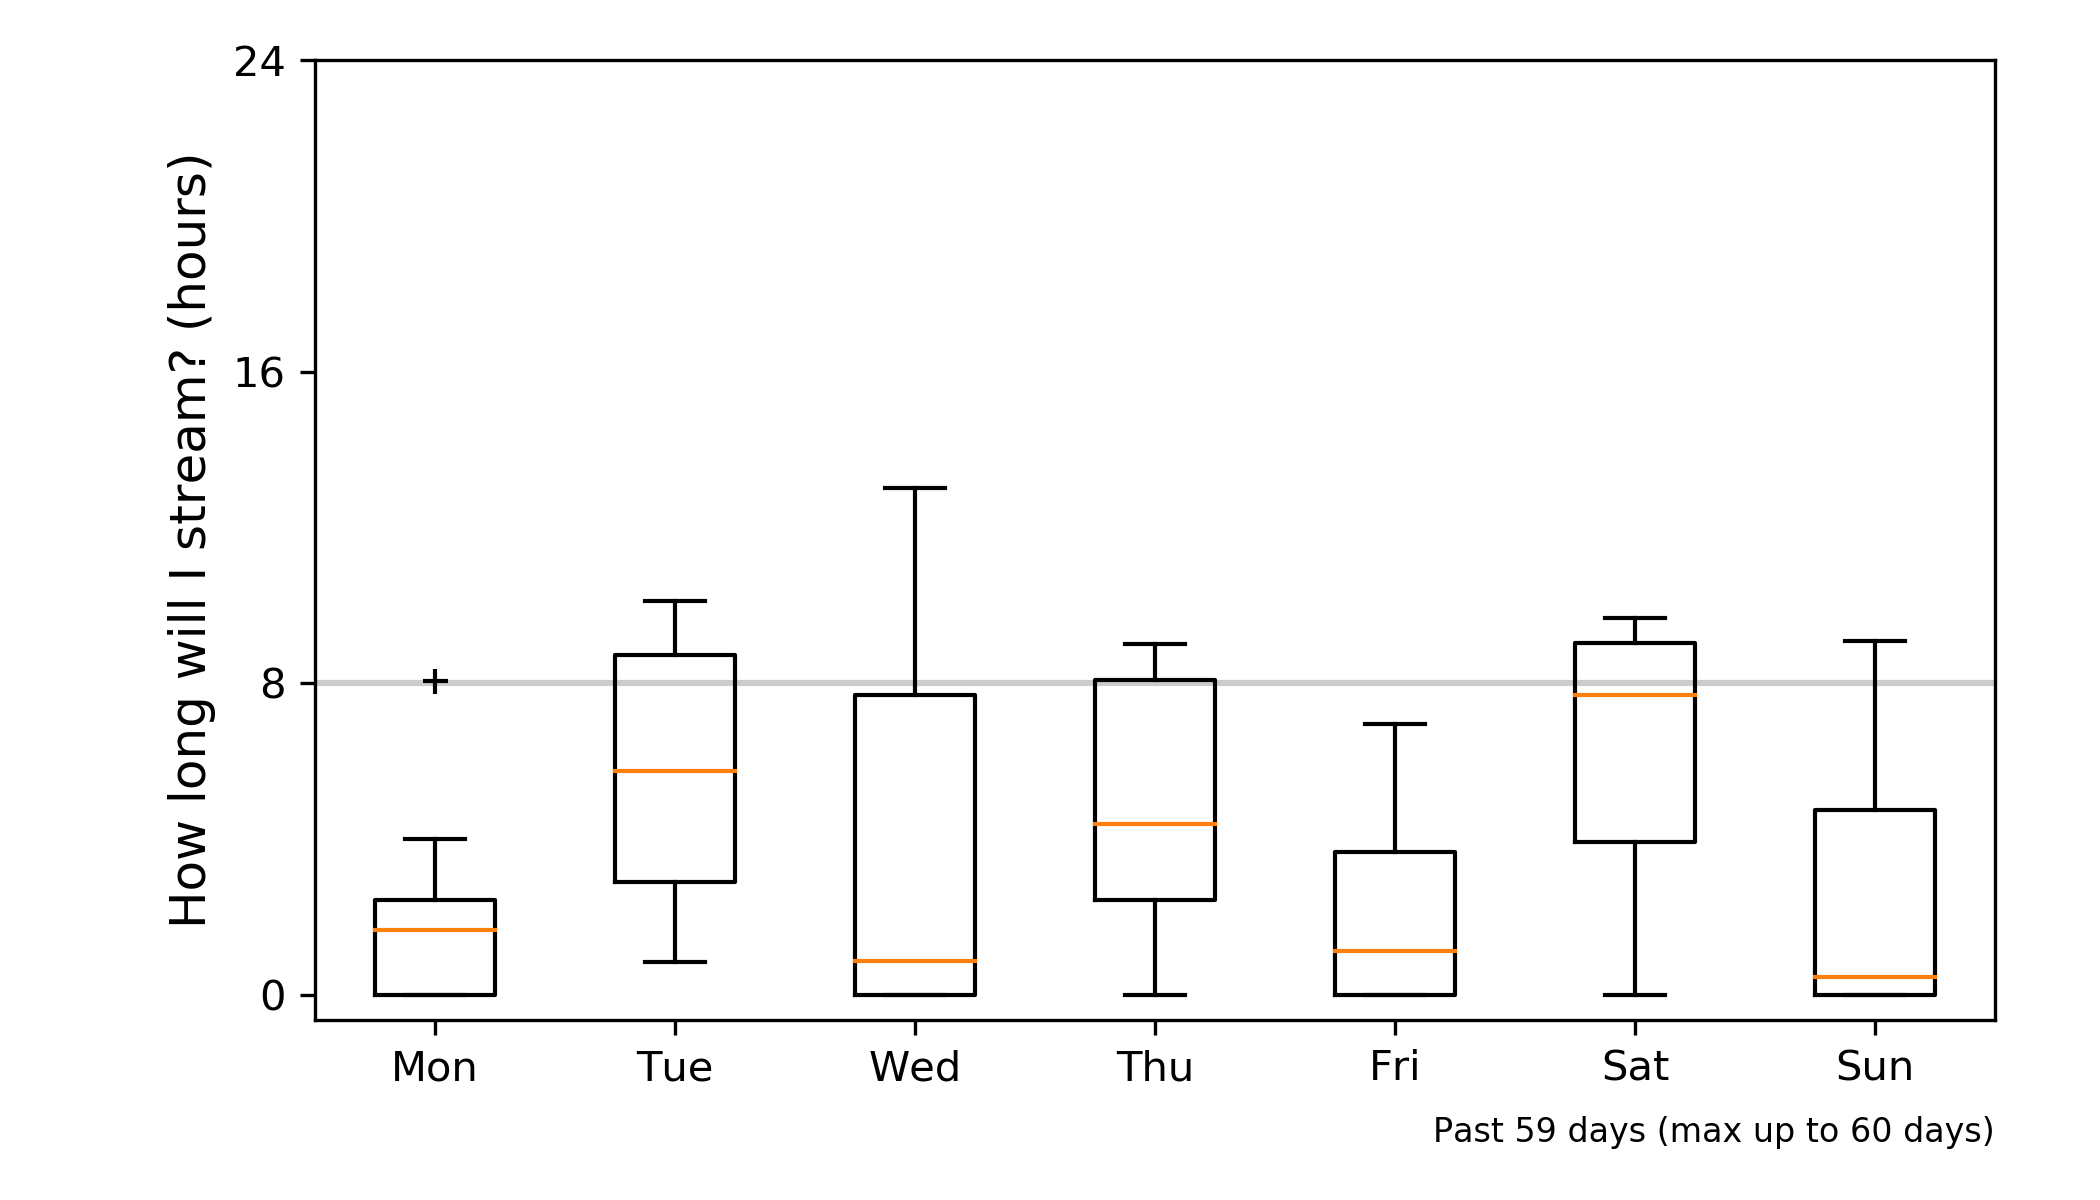 How long will I stream? (hours)
24
16
8
0
Mon Tue Wed Thu Fri Sat Sun
Past 59 days (max up to 60 days)